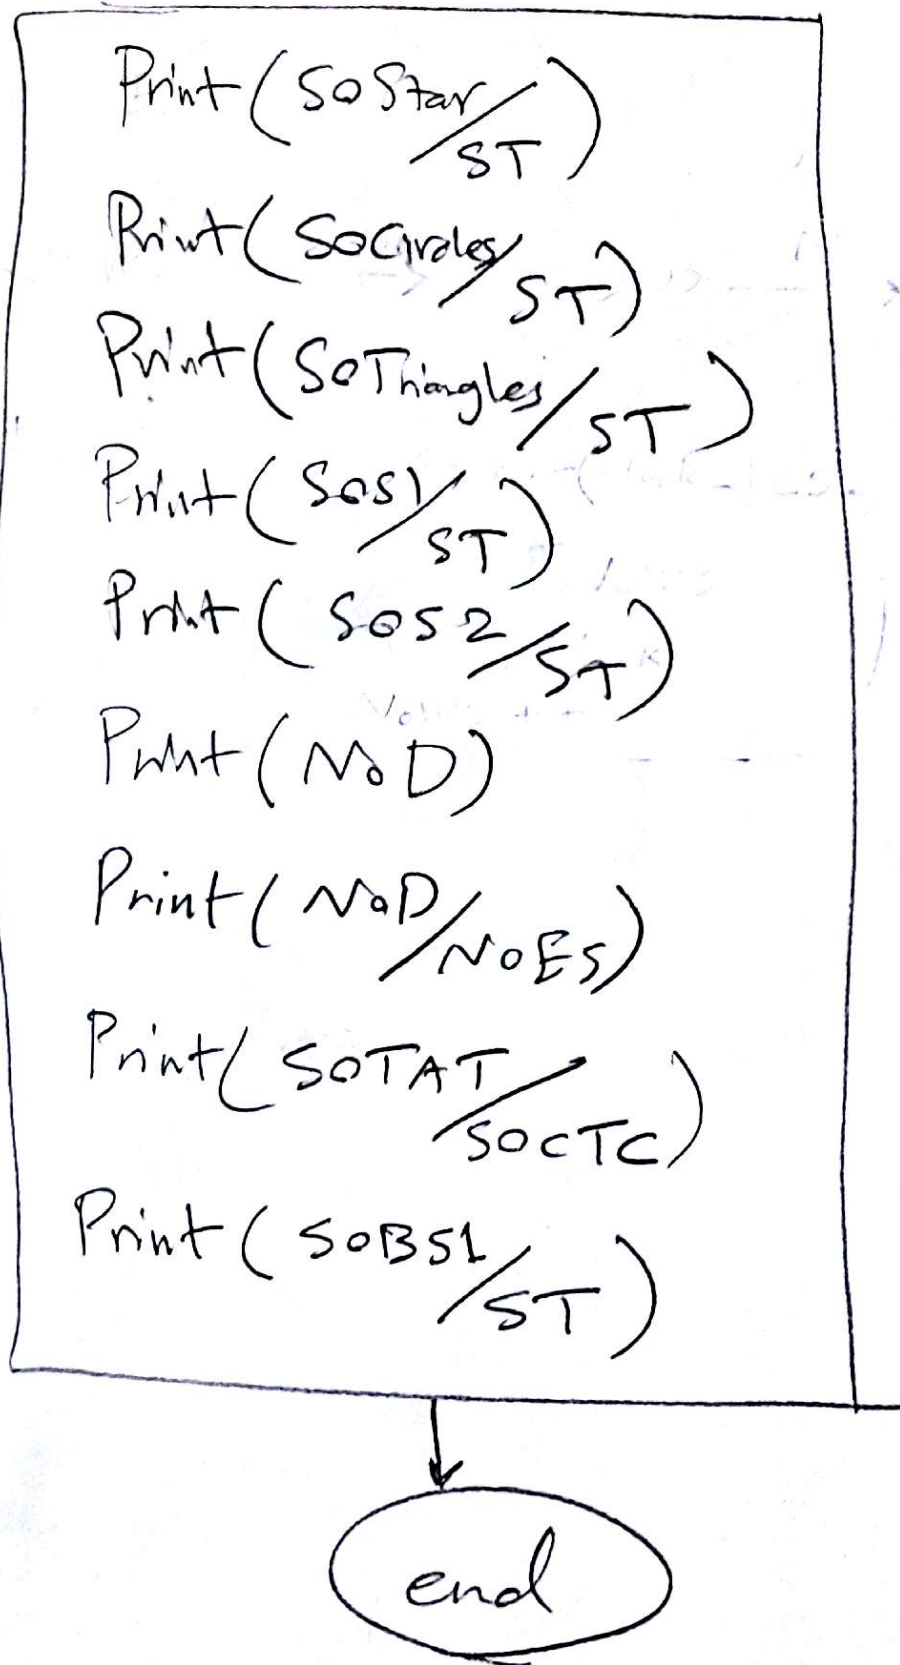 Print(SoStar/ST)
Print(SoCircles/ST)
Print(SoTriangles/ST)
Print(SoS1/ST)
Print(SoS2/ST)
Print(NoD)
Print(NoD/NoES)
Print(SOTAT/SOCTC)
Print(SoBS1/ST)
end